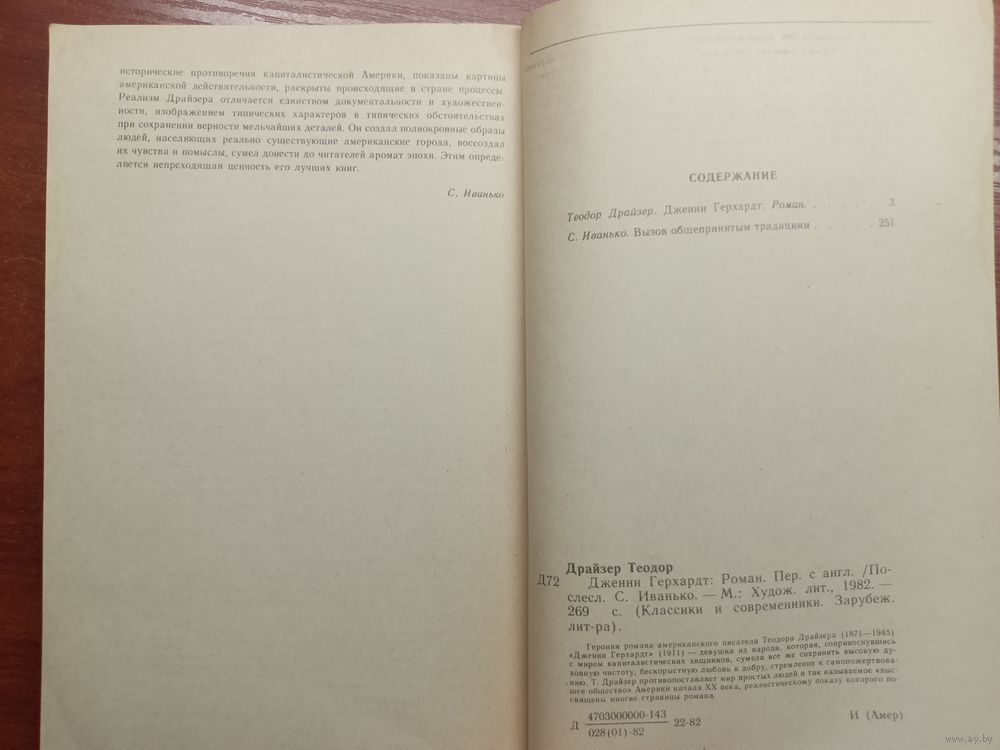 исторические противоречия капиталистической Америки, показаны картины
американской действительности, раскрыты происходящие в стране процессы.
Реализм Драйзера отличается единством документальности и художествен-
ности, изображением типических характеров в типических обстоятельствах
при сохранении верности мельчайших деталей. Он создал полнокровные образы
людей, населяющих реально существующие американские города, воссоздал
их чувства и помыслы, сумел донести до читателей аромат эпохи. Этим опреде-
ляется непреходящая ценность его лучших книг.
С. Иванько
СОДЕРЖАНИЕ
Теодор Драйзер. Дженни Герхардт. Роман. . . . . . 3
С. Иванько. Вызов общепринятым традициям . . . . . 251
Драйзер Теодор
Д72 Дженни Герхардт: Роман. Пер. с англ. /По-
слесл. С. Иванько. — М.: Худож. лит., 1982. —
269 с. (Классики и современники. Зарубеж.
лит-ра).
Героиня романа американского писателя Теодора Драйзера (1871—1945)
«Дженни Герхардт» (1911) — девушка из народа, которая, соприкоснувшись
с миром капиталистических хищников, сумела все же сохранить высокую ду-
ховную чистоту, бескорыстную любовь к добру, стремление к самопожертвова-
нию. Т. Драйзер противопоставляет мир простых людей и так называемое «выс-
шее общество» Америки начала XX века, реалистическому показу которого по-
священы многие страницы романа.
Д 4703000000-143
028(01)-82 22-82 И (Амер)
www.ay.by